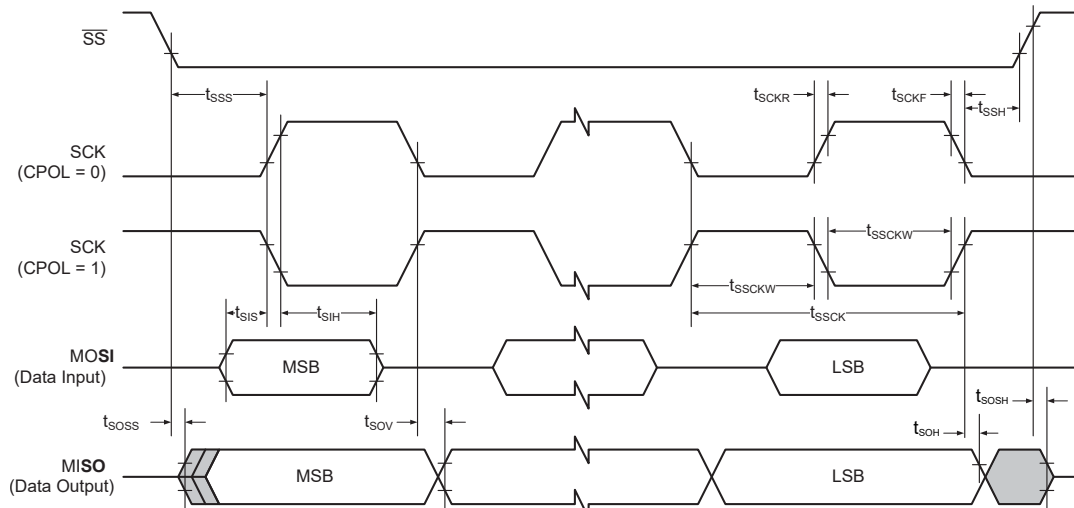 SS
tSSS
tSCKR
tSCKF
tSSH
SCK
(CPOL = 0)
SCK
(CPOL = 1)
tSSCKW
tSSCKW
tSSCK
tSIS
tSIH
MOSI
(Data Input)
MSB
LSB
tSOSS
tSOV
tSOH
tSOSH
MISO
(Data Output)
MSB
LSB